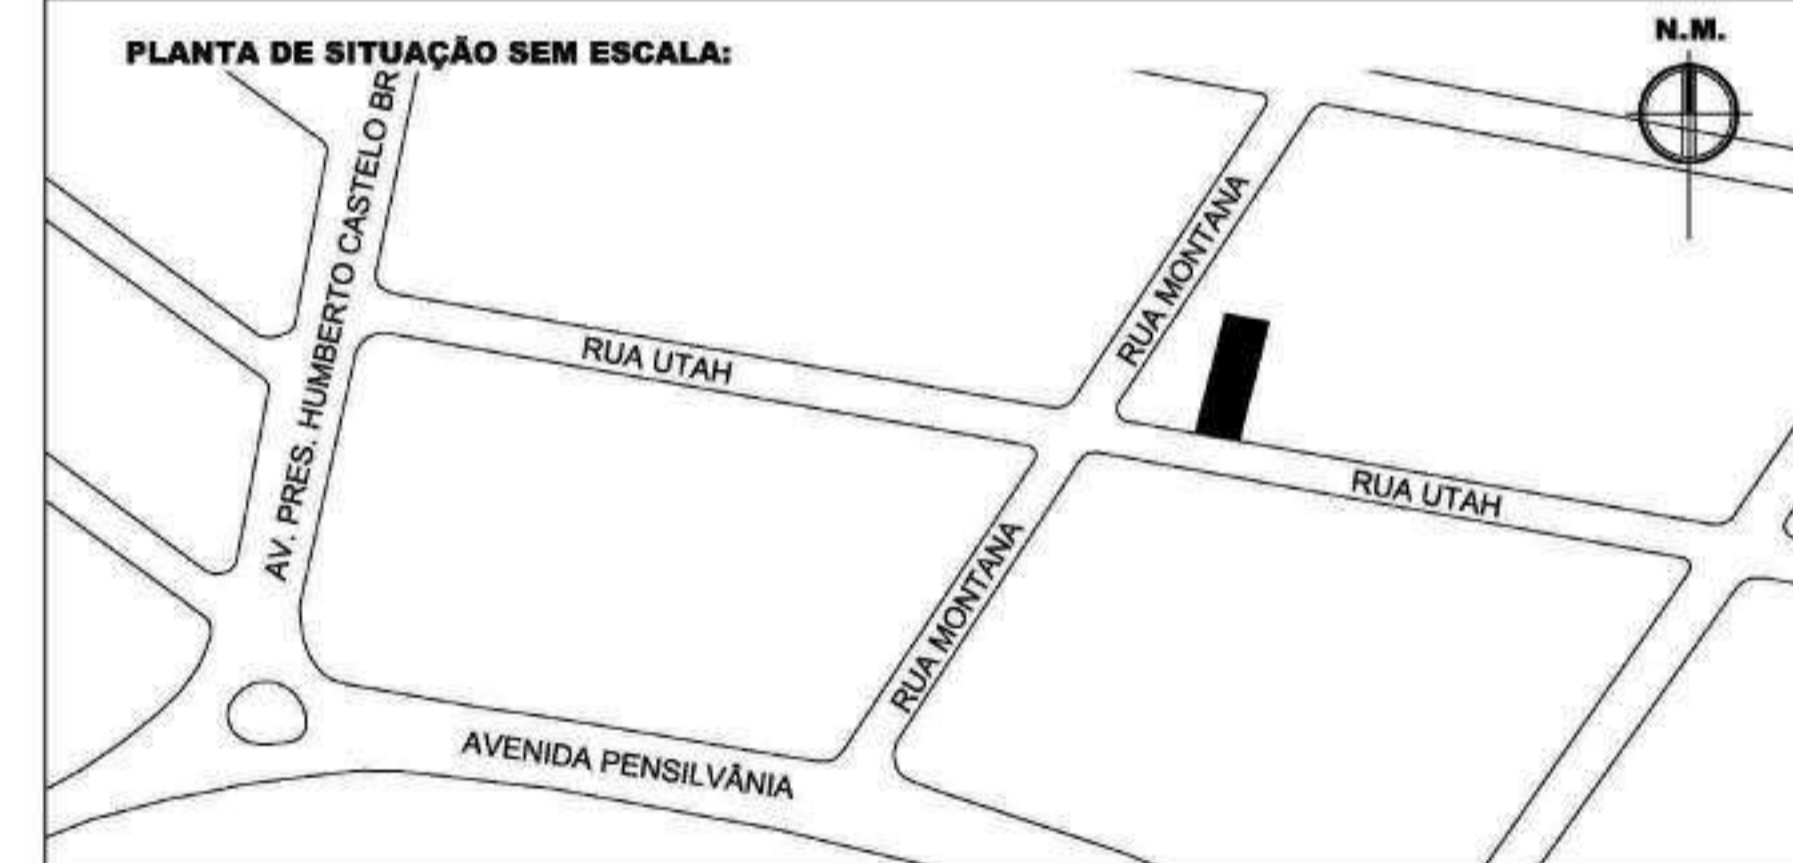 N.M.
PLANTA DE SITUAÇÃO SEM ESCALA:
AV. PRES. HUMBERTO CASTELO BR
RUA MONTANA
RUA UTAH
RUA UTAH
RUA MONTANA
AVENIDA PENSILVÂNIA